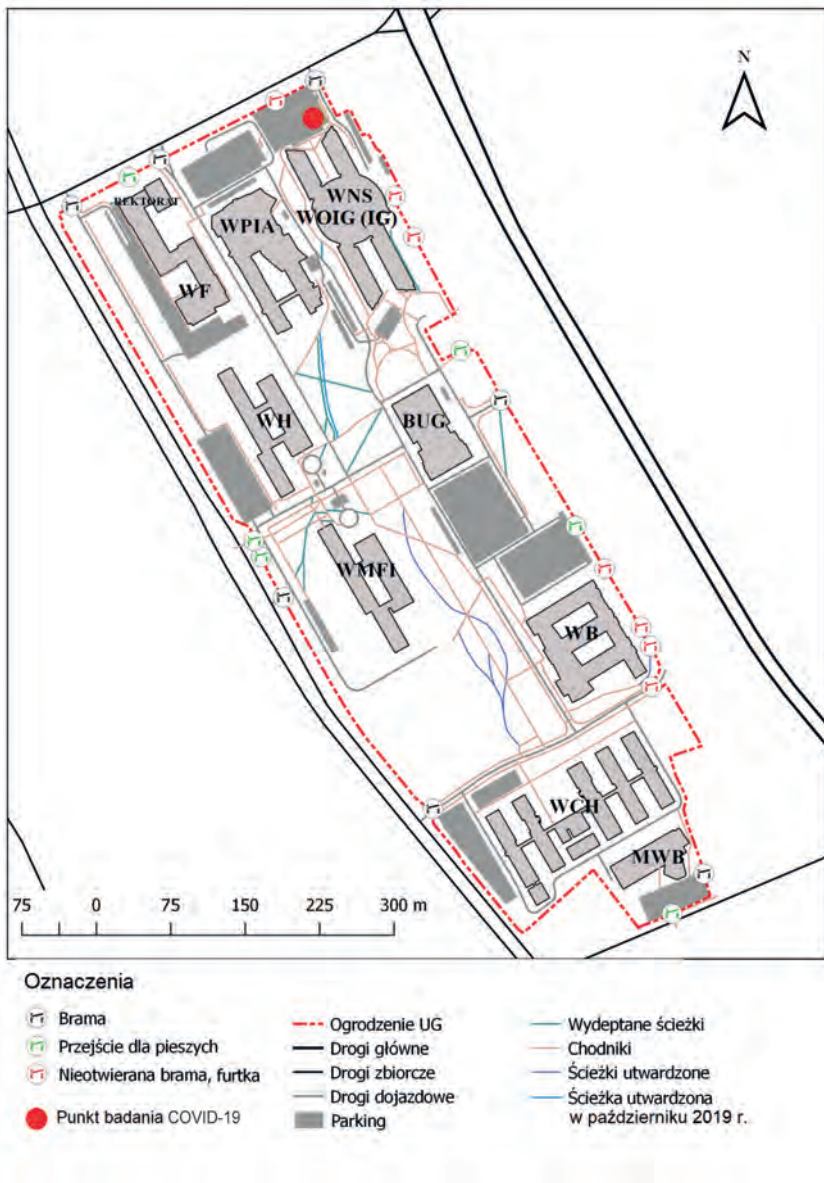 N
REKTORAT
WNS
WOIG (IG)
WPIA
WF
WH
BUG
WMFI
WB
WCH
MWB
75 0 75 150 225 300 m
Oznaczenia
Brama
Przejście dla pieszych
Nieotwierana brama, furtka
Punkt badania COVID-19
Ogrodzenie UG
Drogi główne
Drogi zbiorcze
Drogi dojazdowe
Parking
Wydeptane ścieżki
Chodniki
Ścieżki utwardzone
Ścieżka utwardzona
w październiku 2019 r.